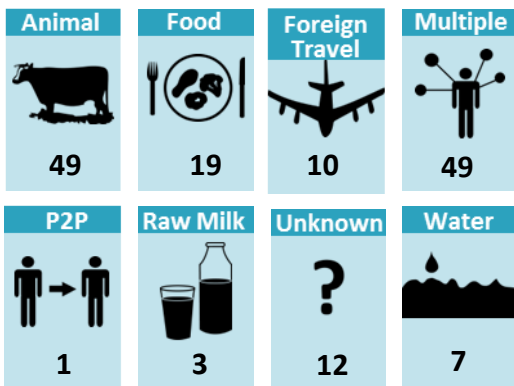 Animal
49
Food
19
Foreign
Travel
10
Multiple
49
P2P
1
Raw Milk
3
Unknown
?
12
Water
7